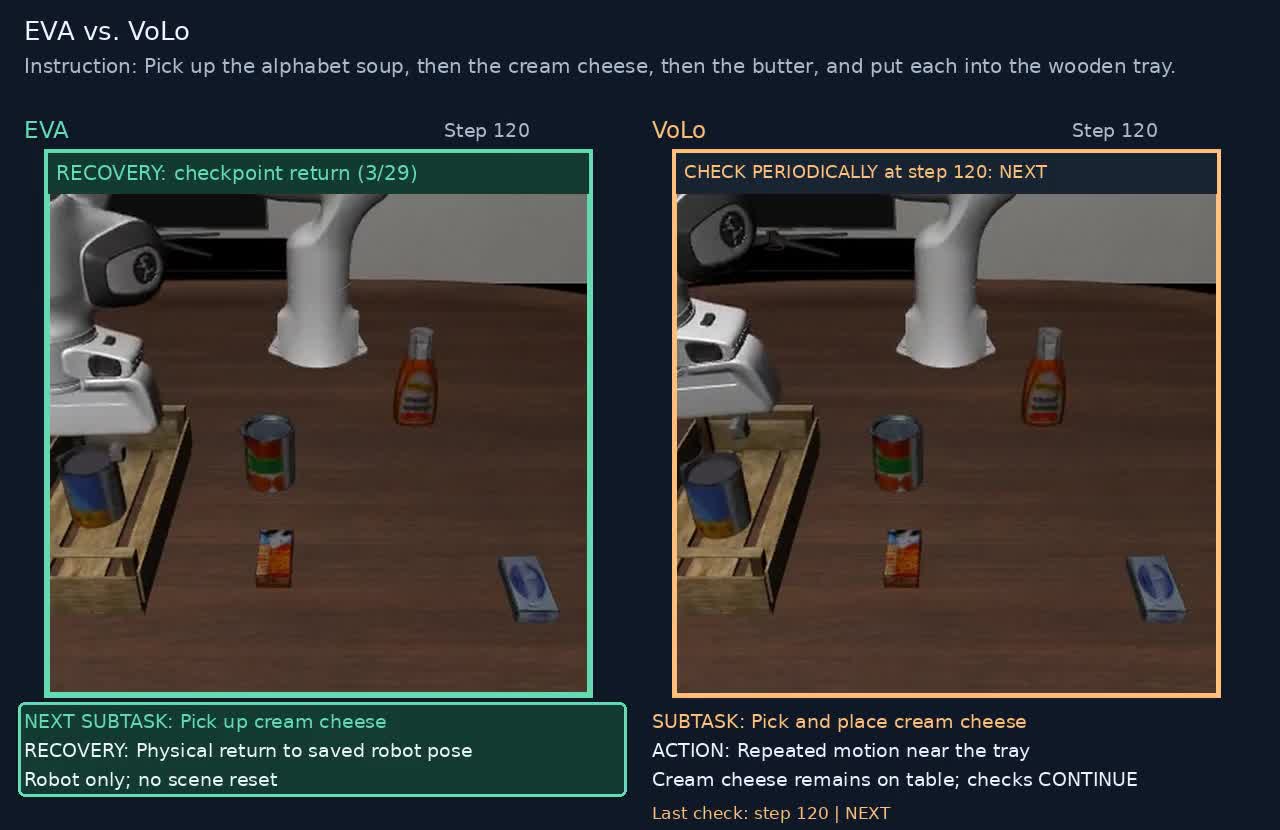 EVA vs. VoLo
Instruction: Pick up the alphabet soup, then the cream cheese, then the butter, and put each into the wooden tray.
EVA
Step 120
RECOVERY: checkpoint return (3/29)
NEXT SUBTASK: Pick up cream cheese
RECOVERY: Physical return to saved robot pose
Robot only; no scene reset
VoLo
Step 120
CHECK PERIODICALLY at step 120: NEXT
SUBTASK: Pick and place cream cheese
ACTION: Repeated motion near the tray
Cream cheese remains on table; checks CONTINUE
Last check: step 120 | NEXT